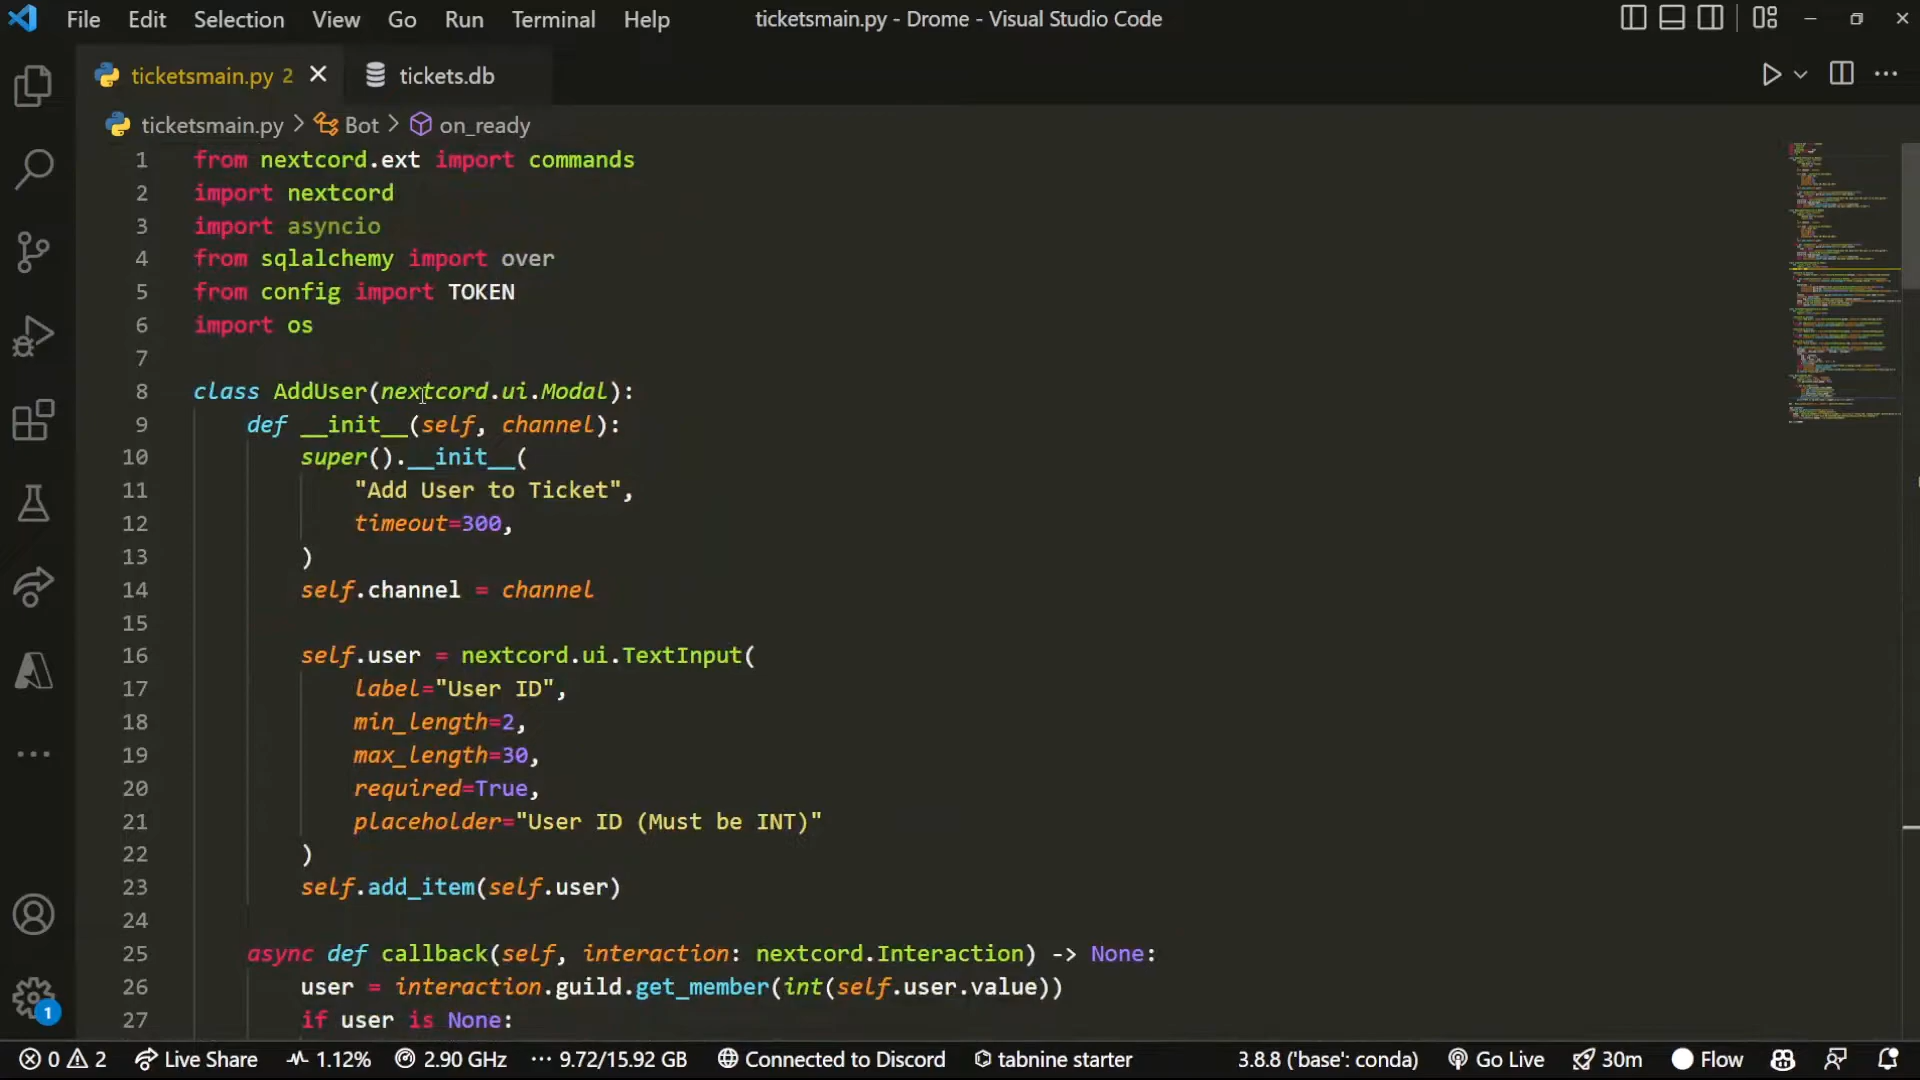 File Edit Selection View Go Run Terminal Help ticketsmain.py - Drome - Visual Studio Code
ticketsmain.py 2 tickets.db
ticketsmain.py > Bot > on_ready
1 from nextcord.ext import commands
2 import nextcord
3 import asyncio
4 from sqlalchemy import over
5 from config import TOKEN
6 import os
7
8 class AddUser(nextcord.ui.Modal):
9 def __init__(self, channel):
10 super().__init__(
11 "Add User to Ticket",
12 timeout=300,
13 )
14 self.channel = channel
15
16 self.user = nextcord.ui.TextInput(
17 label="User ID",
18 min_length=2,
19 max_length=30,
20 required=True,
21 placeholder="User ID (Must be INT)"
22 )
23 self.add_item(self.user)
24
25 async def callback(self, interaction: nextcord.Interaction) -> None:
26 user = interaction.guild.get_member(int(self.user.value))
27 if user is None:
1
0 2 Live Share 1.12% 2.90 GHz 9.72/15.92 GB Connected to Discord tabnine starter 3.8.8 ('base': conda) Go Live 30m Flow